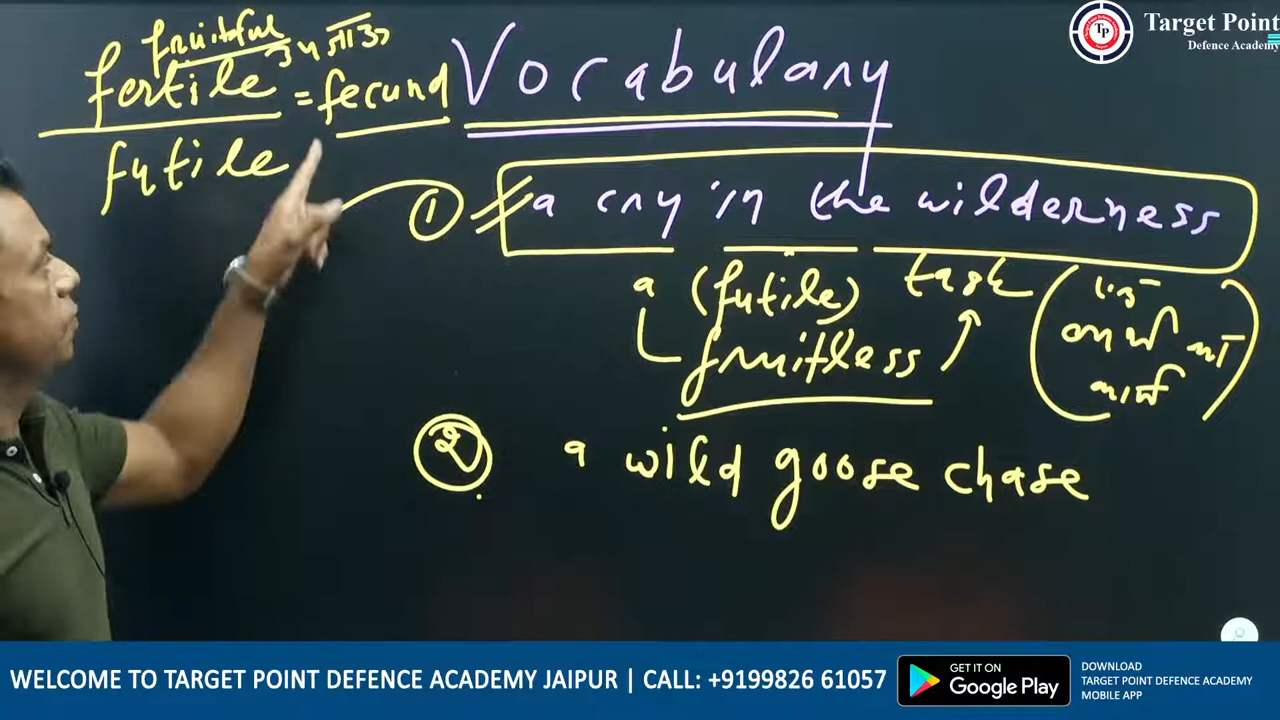 Target Point
Defence Academy
fruitful
fertile उपजाऊ
= fecund
futile
Vocabulary
① a cry in the wilderness
a (futile) task
fruitless
② a wild goose chase
WELCOME TO TARGET POINT DEFENCE ACADEMY JAIPUR | CALL: +9199826 61057
GET IT ON
Google Play
DOWNLOAD
TARGET POINT DEFENCE ACADEMY
MOBILE APP